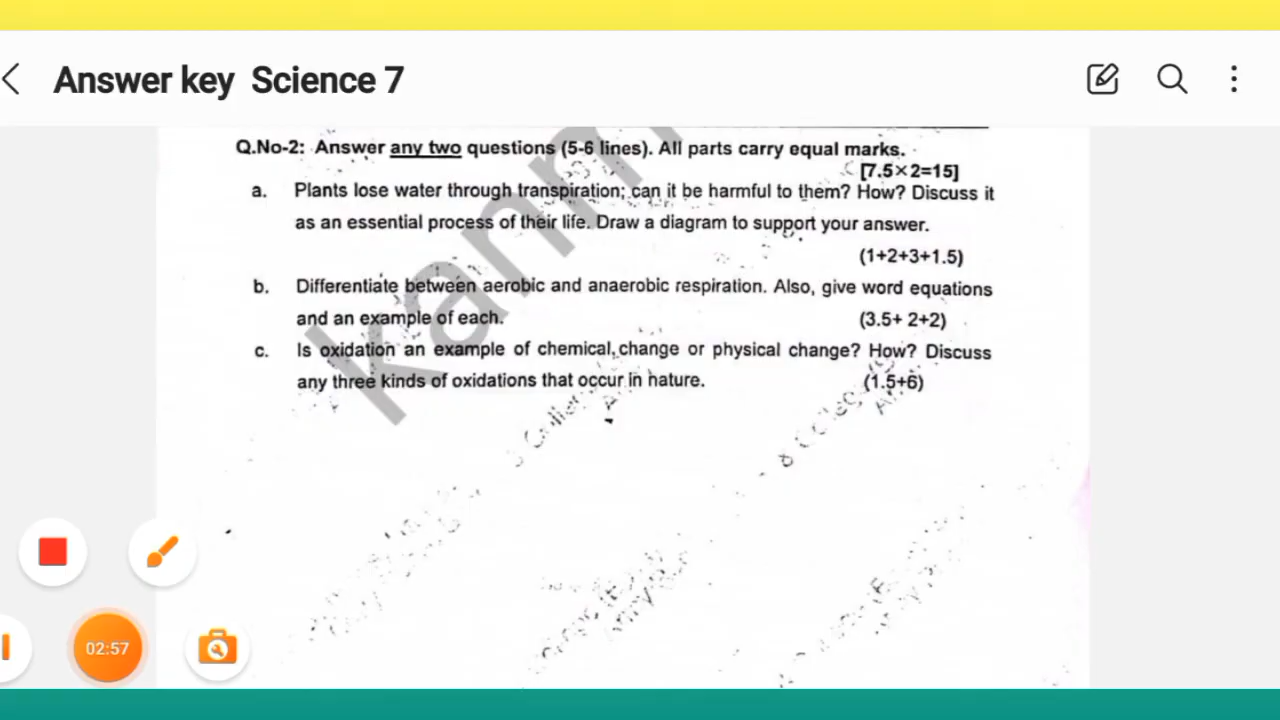 Answer key Science 7
Q.No-2: Answer any two questions (5-6 lines). All parts carry equal marks.
[7.5×2=15]
a. Plants lose water through transpiration; can it be harmful to them? How? Discuss it
as an essential process of their life. Draw a diagram to support your answer.
(1+2+3+1.5)
b. Differentiate between aerobic and anaerobic respiration. Also, give word equations
and an example of each. (3.5+ 2+2)
c. Is oxidation an example of chemical change or physical change? How? Discuss
any three kinds of oxidations that occur in nature. (1.5+6)
02:57